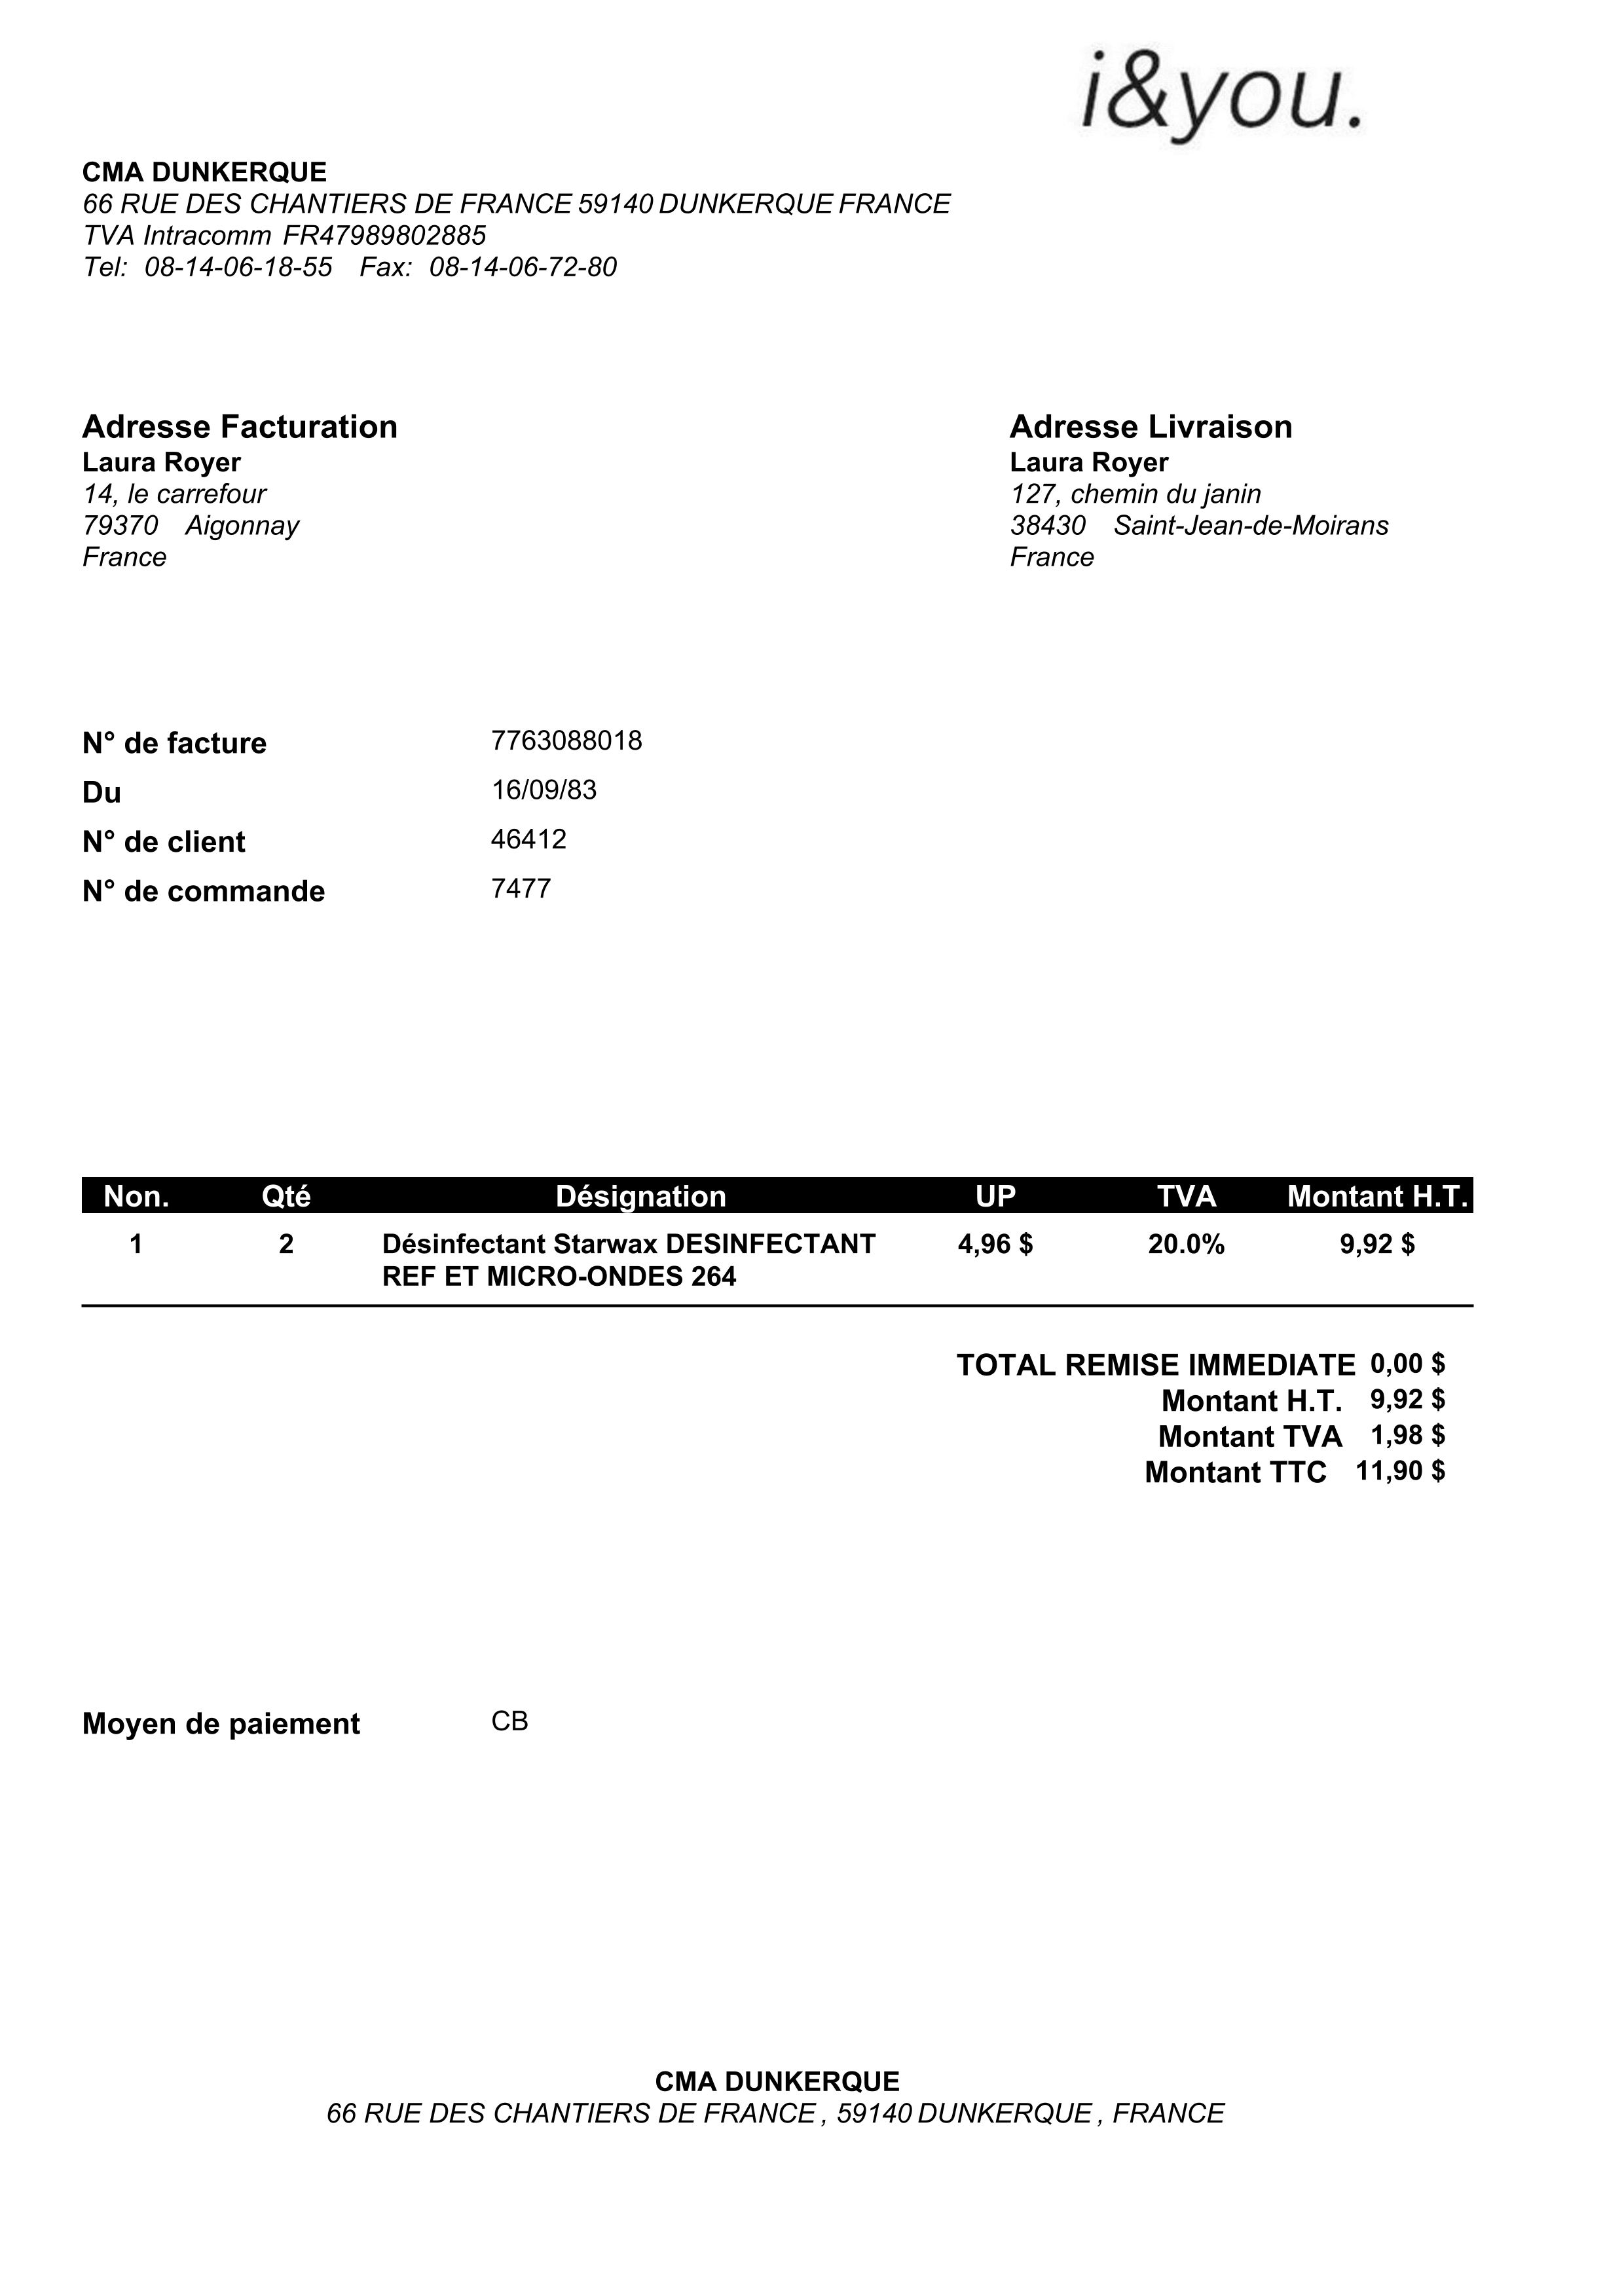 i&you.
CMA DUNKERQUE
66 RUE DES CHANTIERS DE FRANCE 59140 DUNKERQUE FRANCE
TVA Intracomm FR47989802885
Tel: 08-14-06-18-55 Fax: 08-14-06-72-80
Adresse Facturation
Laura Royer
14, le carrefour
79370 Aigonnay
France
Adresse Livraison
Laura Royer
127, chemin du janin
38430 Saint-Jean-de-Moirans
France
N° de facture 7763088018
Du 16/09/83
N° de client 46412
N° de commande 7477
Non. Qté Désignation UP TVA Montant H.T.
1 2 Désinfectant Starwax DESINFECTANT 4,96 $ 20.0% 9,92 $
REF ET MICRO-ONDES 264
TOTAL REMISE IMMEDIATE 0,00 $
Montant H.T. 9,92 $
Montant TVA 1,98 $
Montant TTC 11,90 $
Moyen de paiement CB
CMA DUNKERQUE
66 RUE DES CHANTIERS DE FRANCE , 59140 DUNKERQUE , FRANCE